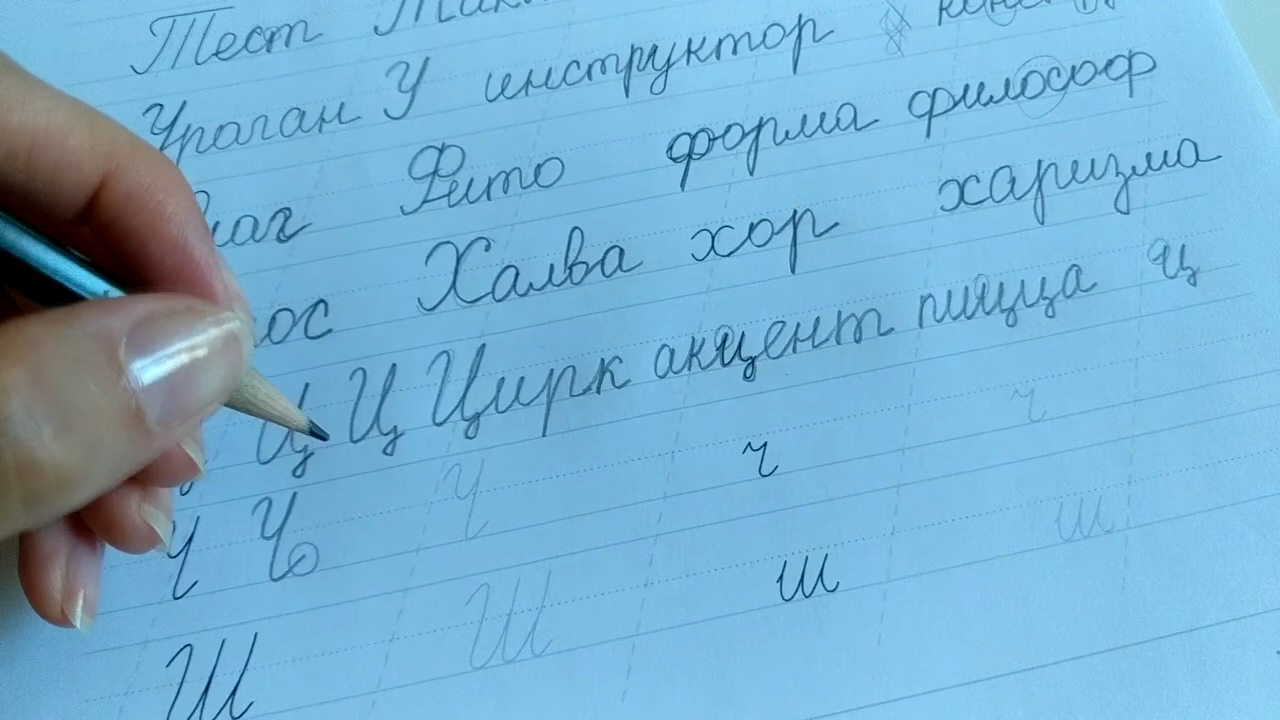 Тест
Ураган У инструктор
Фито форма философ
Халва хор харизма
Ц Ц Цирк акцент пицца ц
Ч Ч Ч ч ч
Ш Ш ш ш